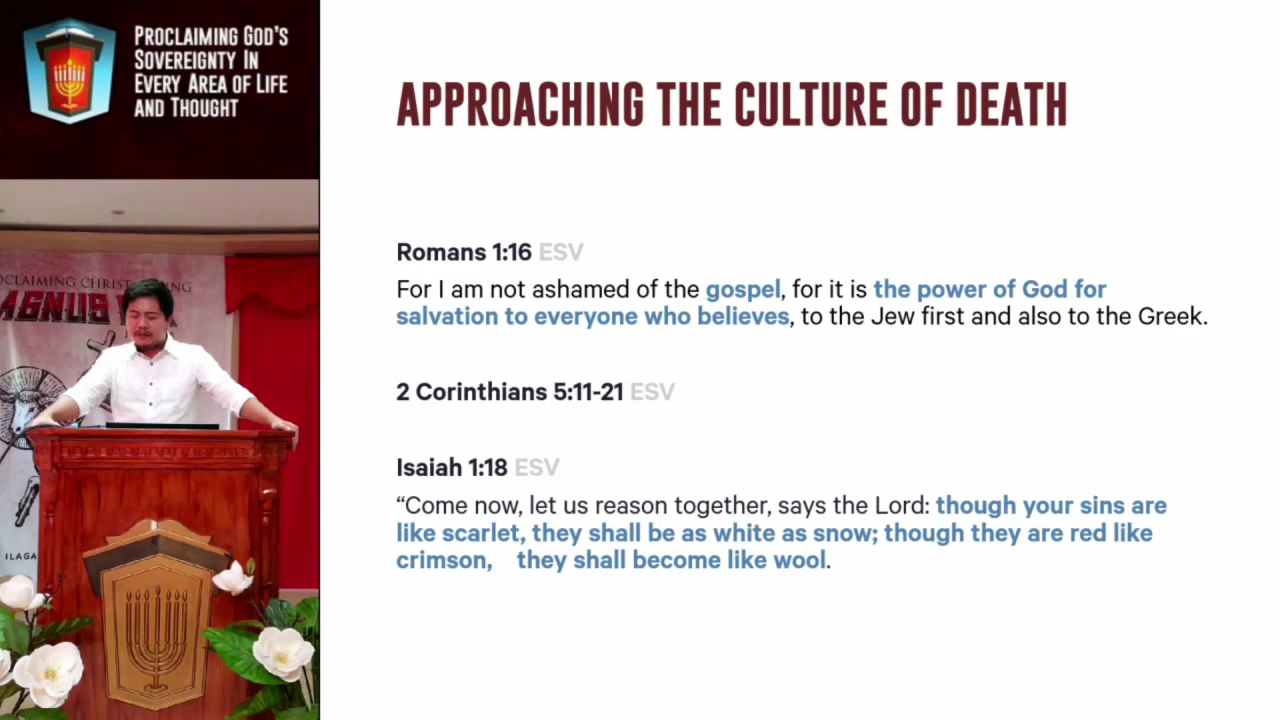 PROCLAIMING GOD'S
SOVEREIGNTY IN
EVERY AREA OF LIFE
AND THOUGHT
APPROACHING THE CULTURE OF DEATH
Romans 1:16 ESV
For I am not ashamed of the gospel, for it is the power of God for
salvation to everyone who believes, to the Jew first and also to the Greek.
2 Corinthians 5:11-21 ESV
Isaiah 1:18 ESV
“Come now, let us reason together, says the Lord: though your sins are
like scarlet, they shall be as white as snow; though they are red like
crimson, they shall become like wool.
CLAIMING CHRIST
ILAGA